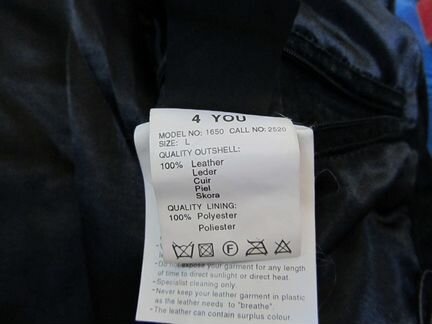 4 YOU
MODEL NO: 1650 CALL NO: 2520
SIZE: L
QUALITY OUTSHELL:
100% Leather
Leder
Cuir
Piel
Skora
QUALITY LINING:
100% Polyester
Poliester
F
-Do not expose your garment for any length
of time to direct sunlight or direct heat.
-Specialist cleaning only.
-Never keep your leather garment in plastic
as the leather needs to "breathe".
-The leather can contain surplus colour.